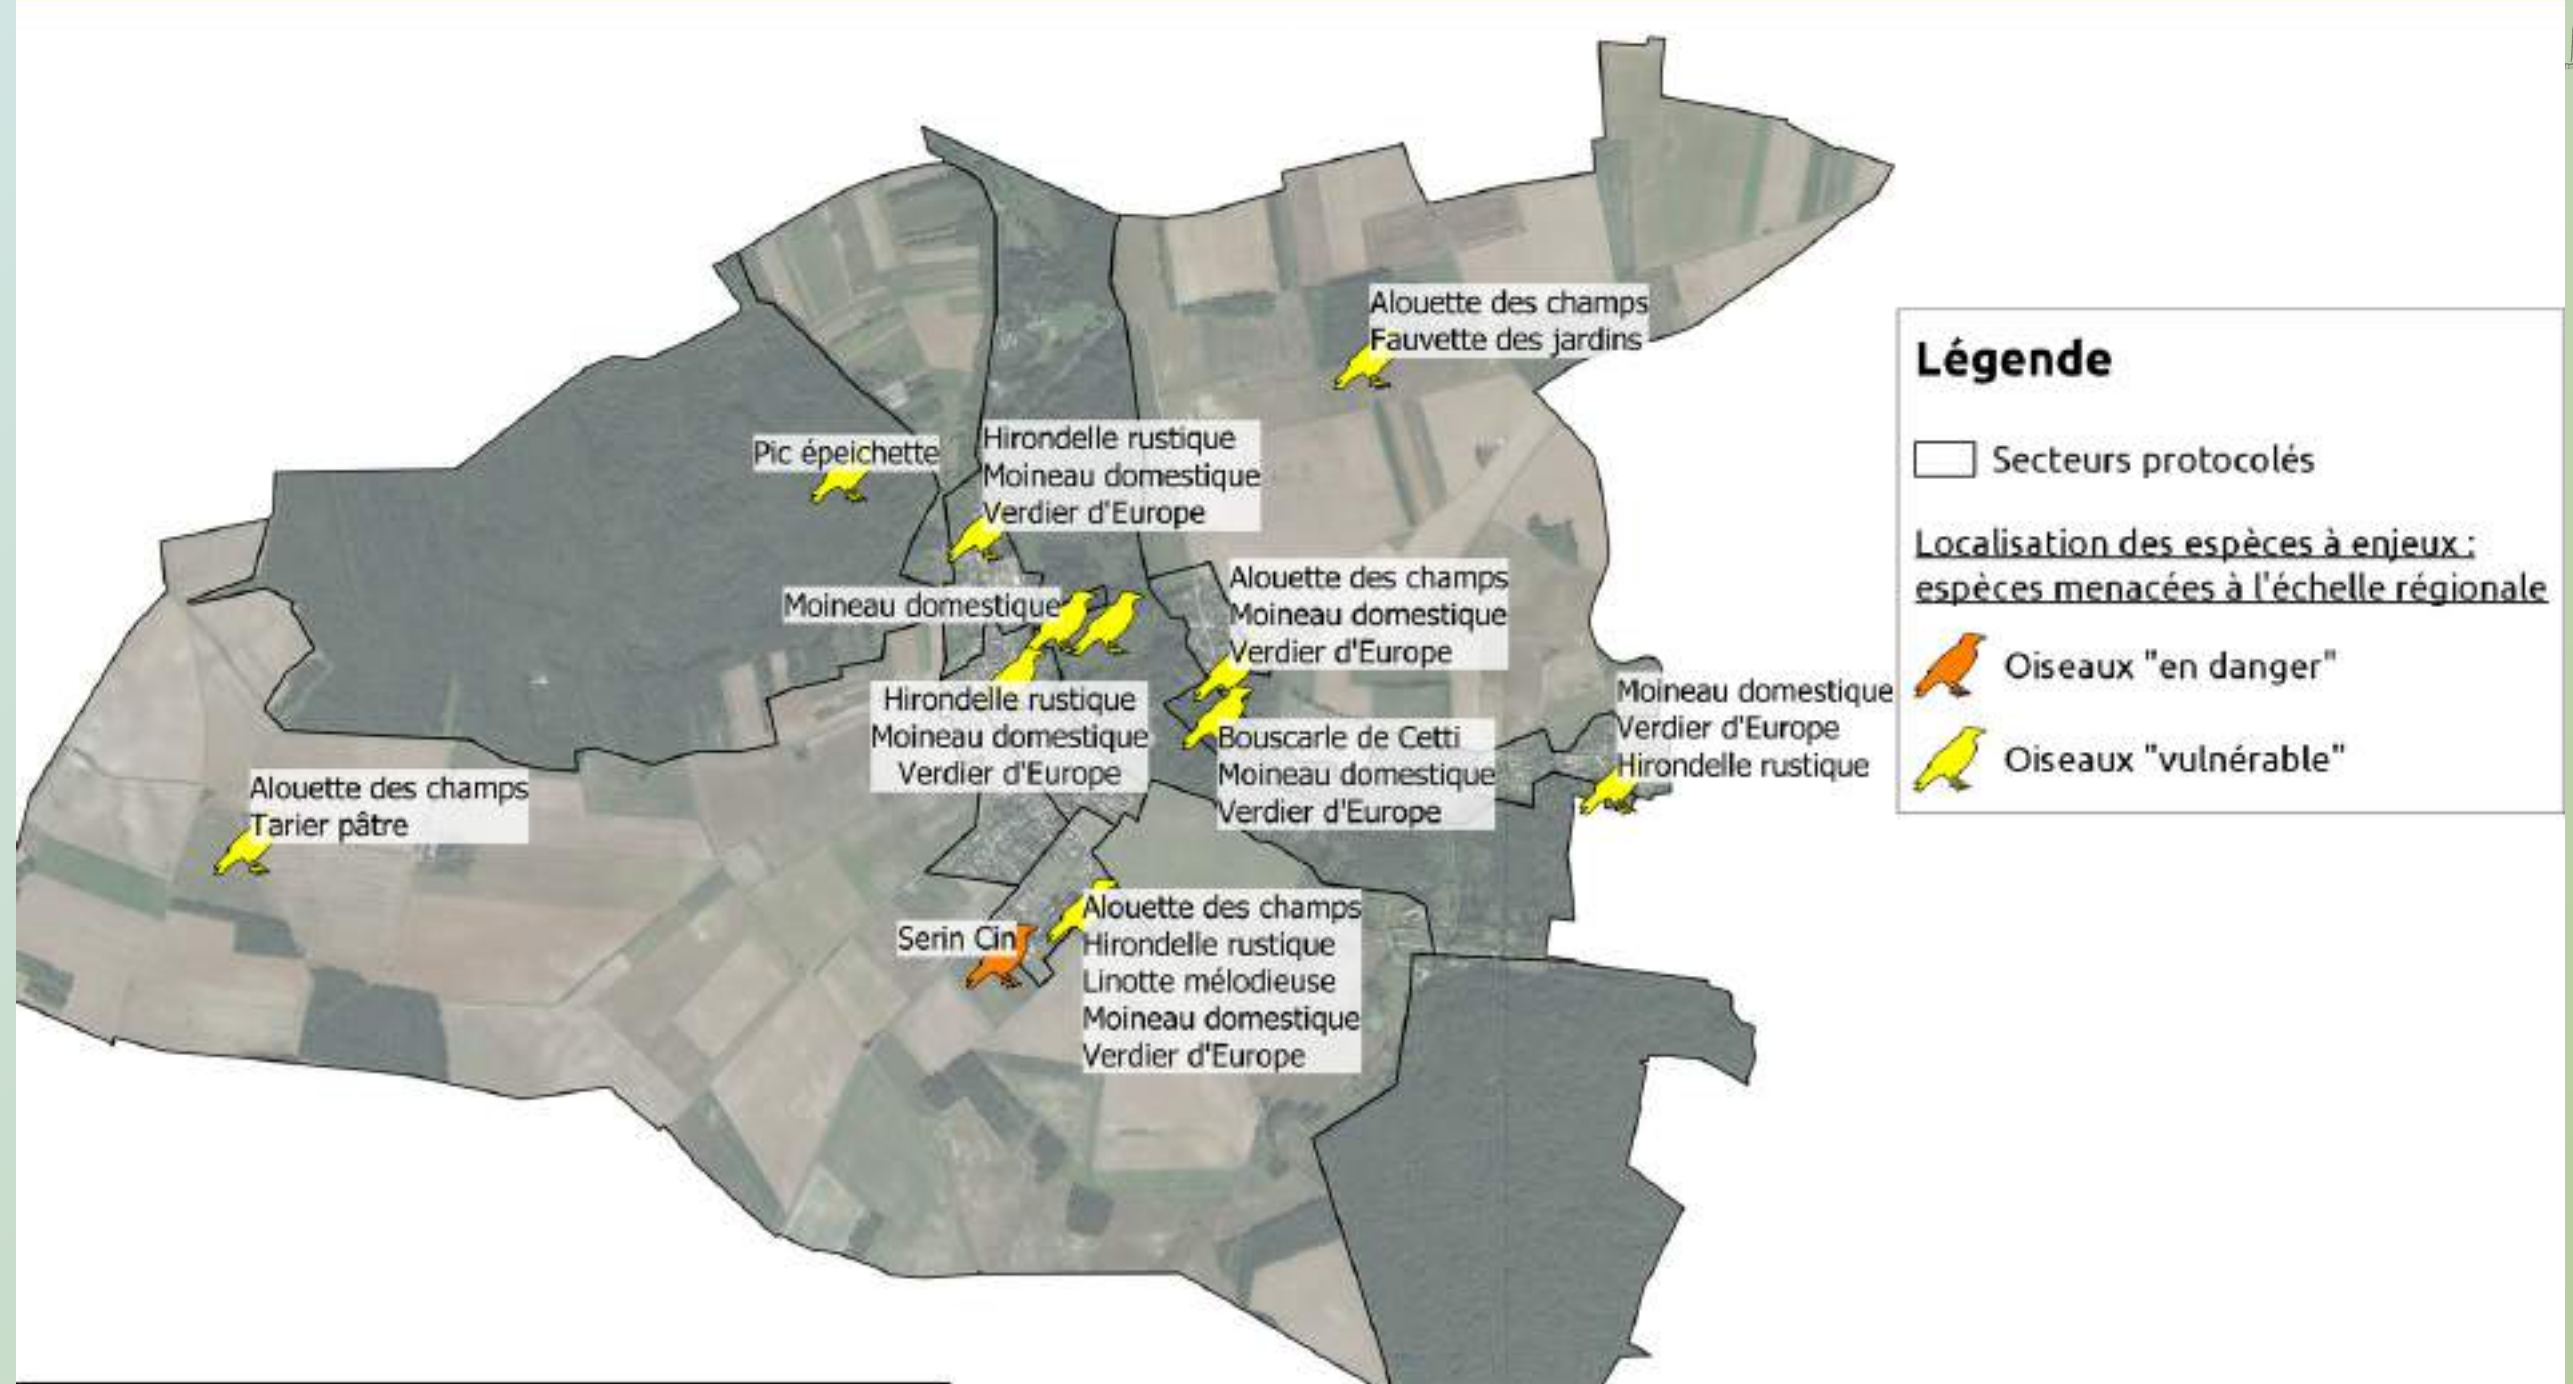 Alouette des champs
Fauvette des jardins
Pic épeichette
Hirondelle rustique
Moineau domestique
Verdier d'Europe
Moineau domestique
Alouette des champs
Moineau domestique
Verdier d'Europe
Hirondelle rustique
Moineau domestique
Verdier d'Europe
Bouscarle de Cetti
Moineau domestique
Verdier d'Europe
Moineau domestique
Verdier d'Europe
Hirondelle rustique
Alouette des champs
Tarier pâtre
Serin Cin
Alouette des champs
Hirondelle rustique
Linotte mélodieuse
Moineau domestique
Verdier d'Europe
Légende
Secteurs protocolés
Localisation des espèces à enjeux :
espèces menacées à l'échelle régionale
Oiseaux "en danger"
Oiseaux "vulnérable"